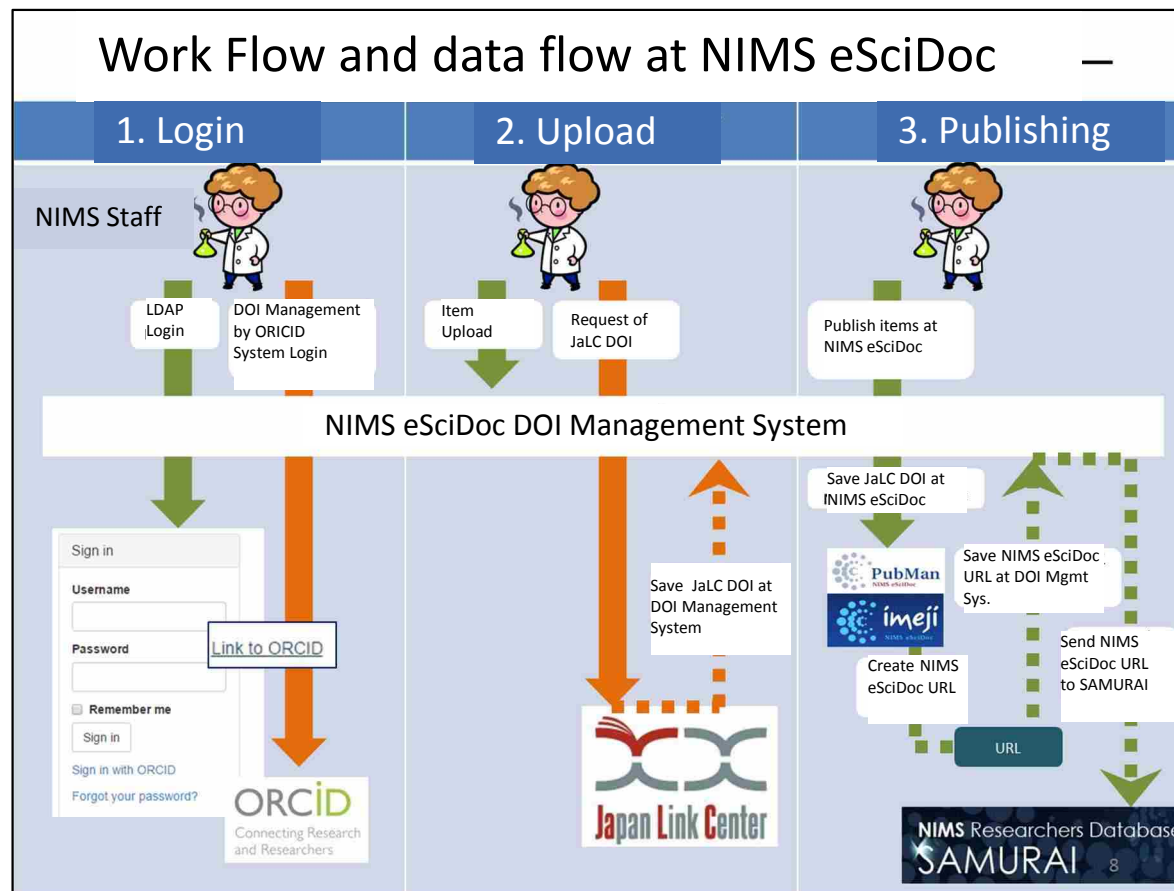 Work Flow and data flow at NIMS eSciDoc –
1. Login
2. Upload
3. Publishing
NIMS Staff
LDAP
Login
DOI Management
by ORICID
System Login
Item
Upload
Request of
JaLC DOI
Publish items at
NIMS eSciDoc
NIMS eSciDoc DOI Management System
Sign in
Username
Password
Remember me
Sign in
Sign in with ORCID
Forgot your password?
Link to ORCID
ORCID
Connecting Research
and Researchers
Save JaLC DOI at
DOI Management
System
Japan Link Center
Save JaLC DOI at
NIMS eSciDoc
PubMan
NIMS eSciDoc
imeji
NIMS eSciDoc
Create NIMS
eSciDoc URL
Save NIMS eSciDoc
URL at DOI Mgmt
Sys.
URL
Send NIMS
eSciDoc URL
to SAMURAI
NIMS Researchers Database
SAMURAI
8